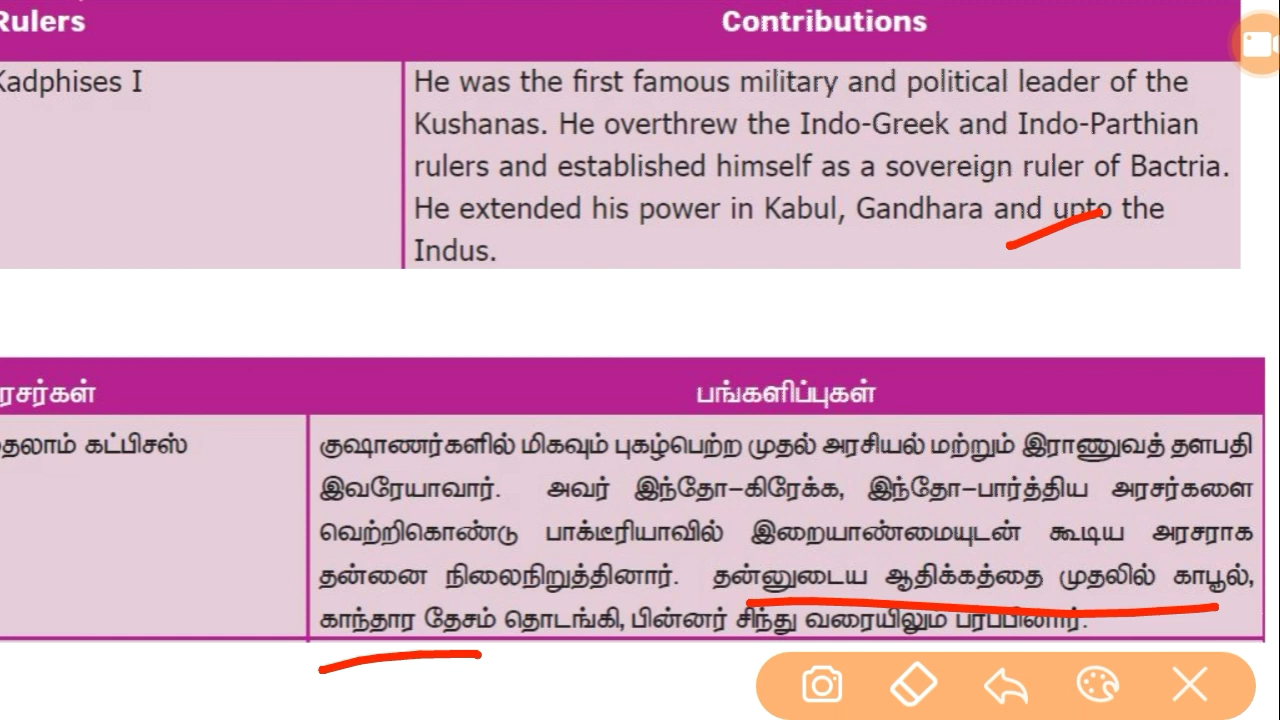 Rulers Contributions
Kadphises I He was the first famous military and political leader of the
Kushanas. He overthrew the Indo-Greek and Indo-Parthian
rulers and established himself as a sovereign ruler of Bactria.
He extended his power in Kabul, Gandhara and upto the
Indus.
ரசர்கள் பங்களிப்புகள்
தலாம் கட்பிசஸ் குஷாணர்களில் மிகவும் புகழ்பெற்ற முதல் அரசியல் மற்றும் இராணுவத் தளபதி
இவரேயாவார். அவர் இந்தோ–கிரேக்க, இந்தோ–பார்த்திய அரசர்களை
வெற்றிகொண்டு பாக்டீரியாவில் இறையாண்மையுடன் கூடிய அரசராக
தன்னை நிலைநிறுத்தினார். தன்னுடைய ஆதிக்கத்தை முதலில் காபூல்,
காந்தார தேசம் தொடங்கி, பின்னர் சிந்து வரையிலும் பரப்பினார்.